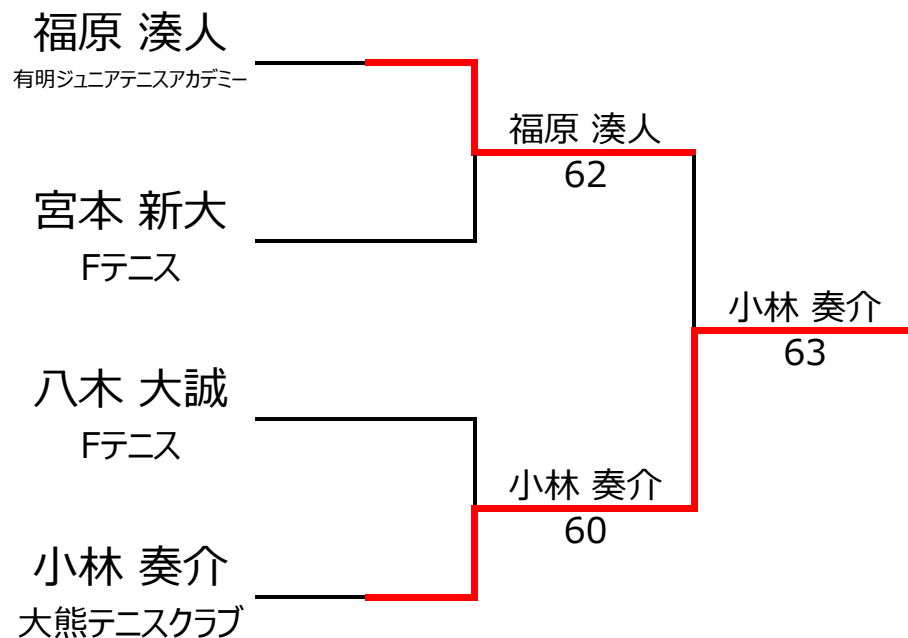 福原 湊人
有明ジュニアテニスアカデミー
福原 湊人
62
宮本 新大
Fテニス
小林 奏介
63
八木 大誠
Fテニス
小林 奏介
60
小林 奏介
大熊テニスクラブ